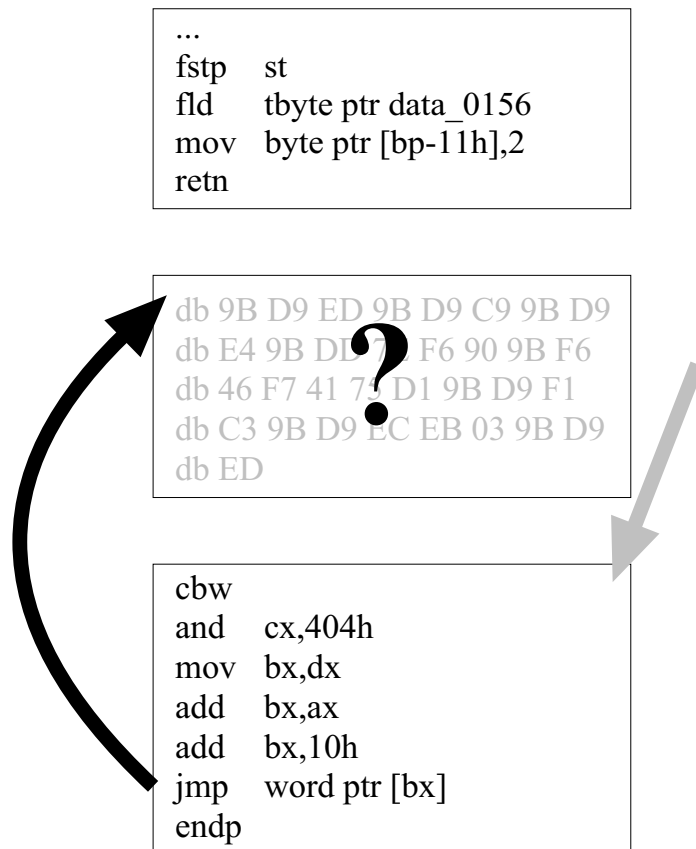 ...
fstp st
fld tbyte ptr data_0156
mov byte ptr [bp-11h],2
retn
db 9B D9 ED 9B D9 C9 9B D9
db E4 9B DD 7E F6 90 9B F6
db 46 F7 41 75 D1 9B D9 F1
db C3 9B D9 EC EB 03 9B D9
db ED
?
cbw
and cx,404h
mov bx,dx
add bx,ax
add bx,10h
jmp word ptr [bx]
endp